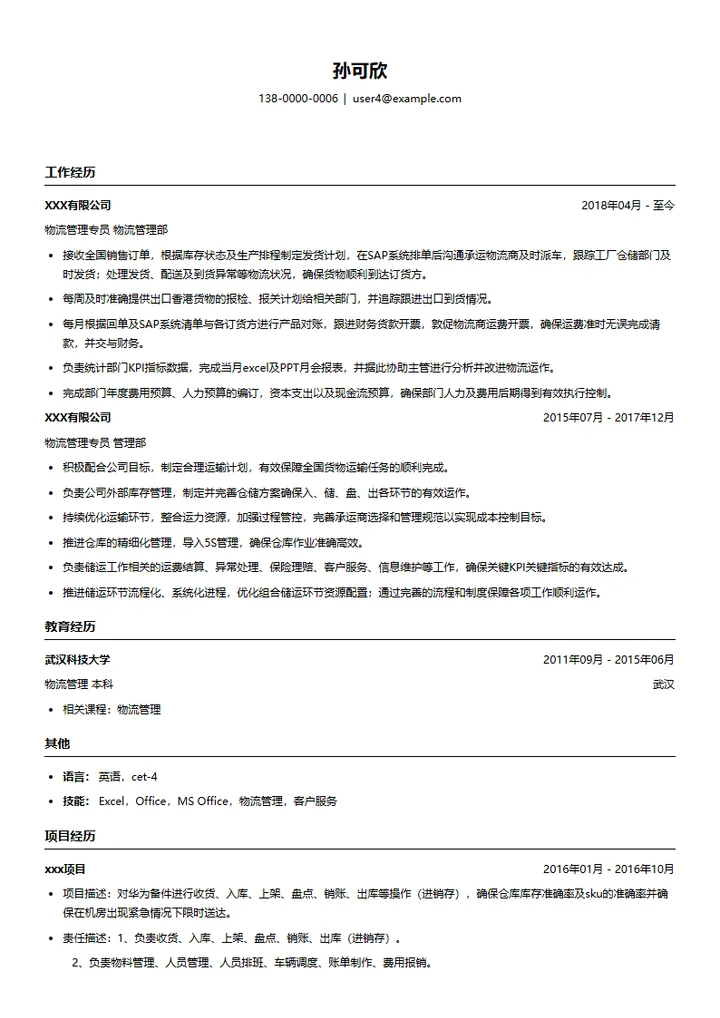 孙可欣
138-0000-0006 | user4@example.com
工作经历
XXX有限公司 2018年04月 - 至今
物流管理专员 物流管理部
• 接收全国销售订单，根据库存状态及生产排程制定发货计划，在SAP系统排单后沟通承运物流商及时派车，跟踪工厂仓储部门及
时发货；处理发货、配送及到货异常等物流状况，确保货物顺利到达订货方。
• 每周及时准确提供出口香港货物的报检、报关计划给相关部门，并追踪跟进出口到货情况。
• 每月根据回单及SAP系统清单与各订货方进行产品对账，跟进财务货款开票，敦促物流商运费开票，确保运费准时无误完成清
款，并交与财务。
• 负责统计部门KPI指标数据，完成当月excel及PPT月会报表，并据此协助主管进行分析并改进物流运作。
• 完成部门年度费用预算、人力预算的编订，资本支出以及现金流预算，确保部门人力及费用后期得到有效执行控制。
XXX有限公司 2015年07月 - 2017年12月
物流管理专员 管理部
• 积极配合公司目标，制定合理运输计划，有效保障全国货物运输任务的顺利完成。
• 负责公司外部库存管理，制定并完善仓储方案确保入、储、盘、出各环节的有效运作。
• 持续优化运输环节，整合运力资源，加强过程管控，完善承运商选择和管理规范以实现成本控制目标。
• 推进仓库的精细化管理，导入5S管理，确保仓库作业准确高效。
• 负责储运工作相关的运费结算、异常处理、保险理赔、客户服务、信息维护等工作，确保关键KPI关键指标的有效达成。
• 推进储运环节流程化、系统化进程，优化组合储运环节资源配置；通过完善的流程和制度保障各项工作顺利运作。
教育经历
武汉科技大学 2011年09月 - 2015年06月
物流管理 本科 武汉
• 相关课程：物流管理
其他
• 语言： 英语，cet-4
• 技能： Excel，Office，MS Office，物流管理，客户服务
项目经历
xxx项目 2016年01月 - 2016年10月
• 项目描述：对华为备件进行收货、入库、上架、盘点、销账、出库等操作（进销存），确保仓库库存准确率及sku的准确率并确
保在机房出现紧急情况下限时送达。
• 责任描述：1、负责收货、入库、上架、盘点、销账、出库（进销存）。
2、负责物料管理、人员管理、人员排班、车辆调度、账单制作、费用报销。